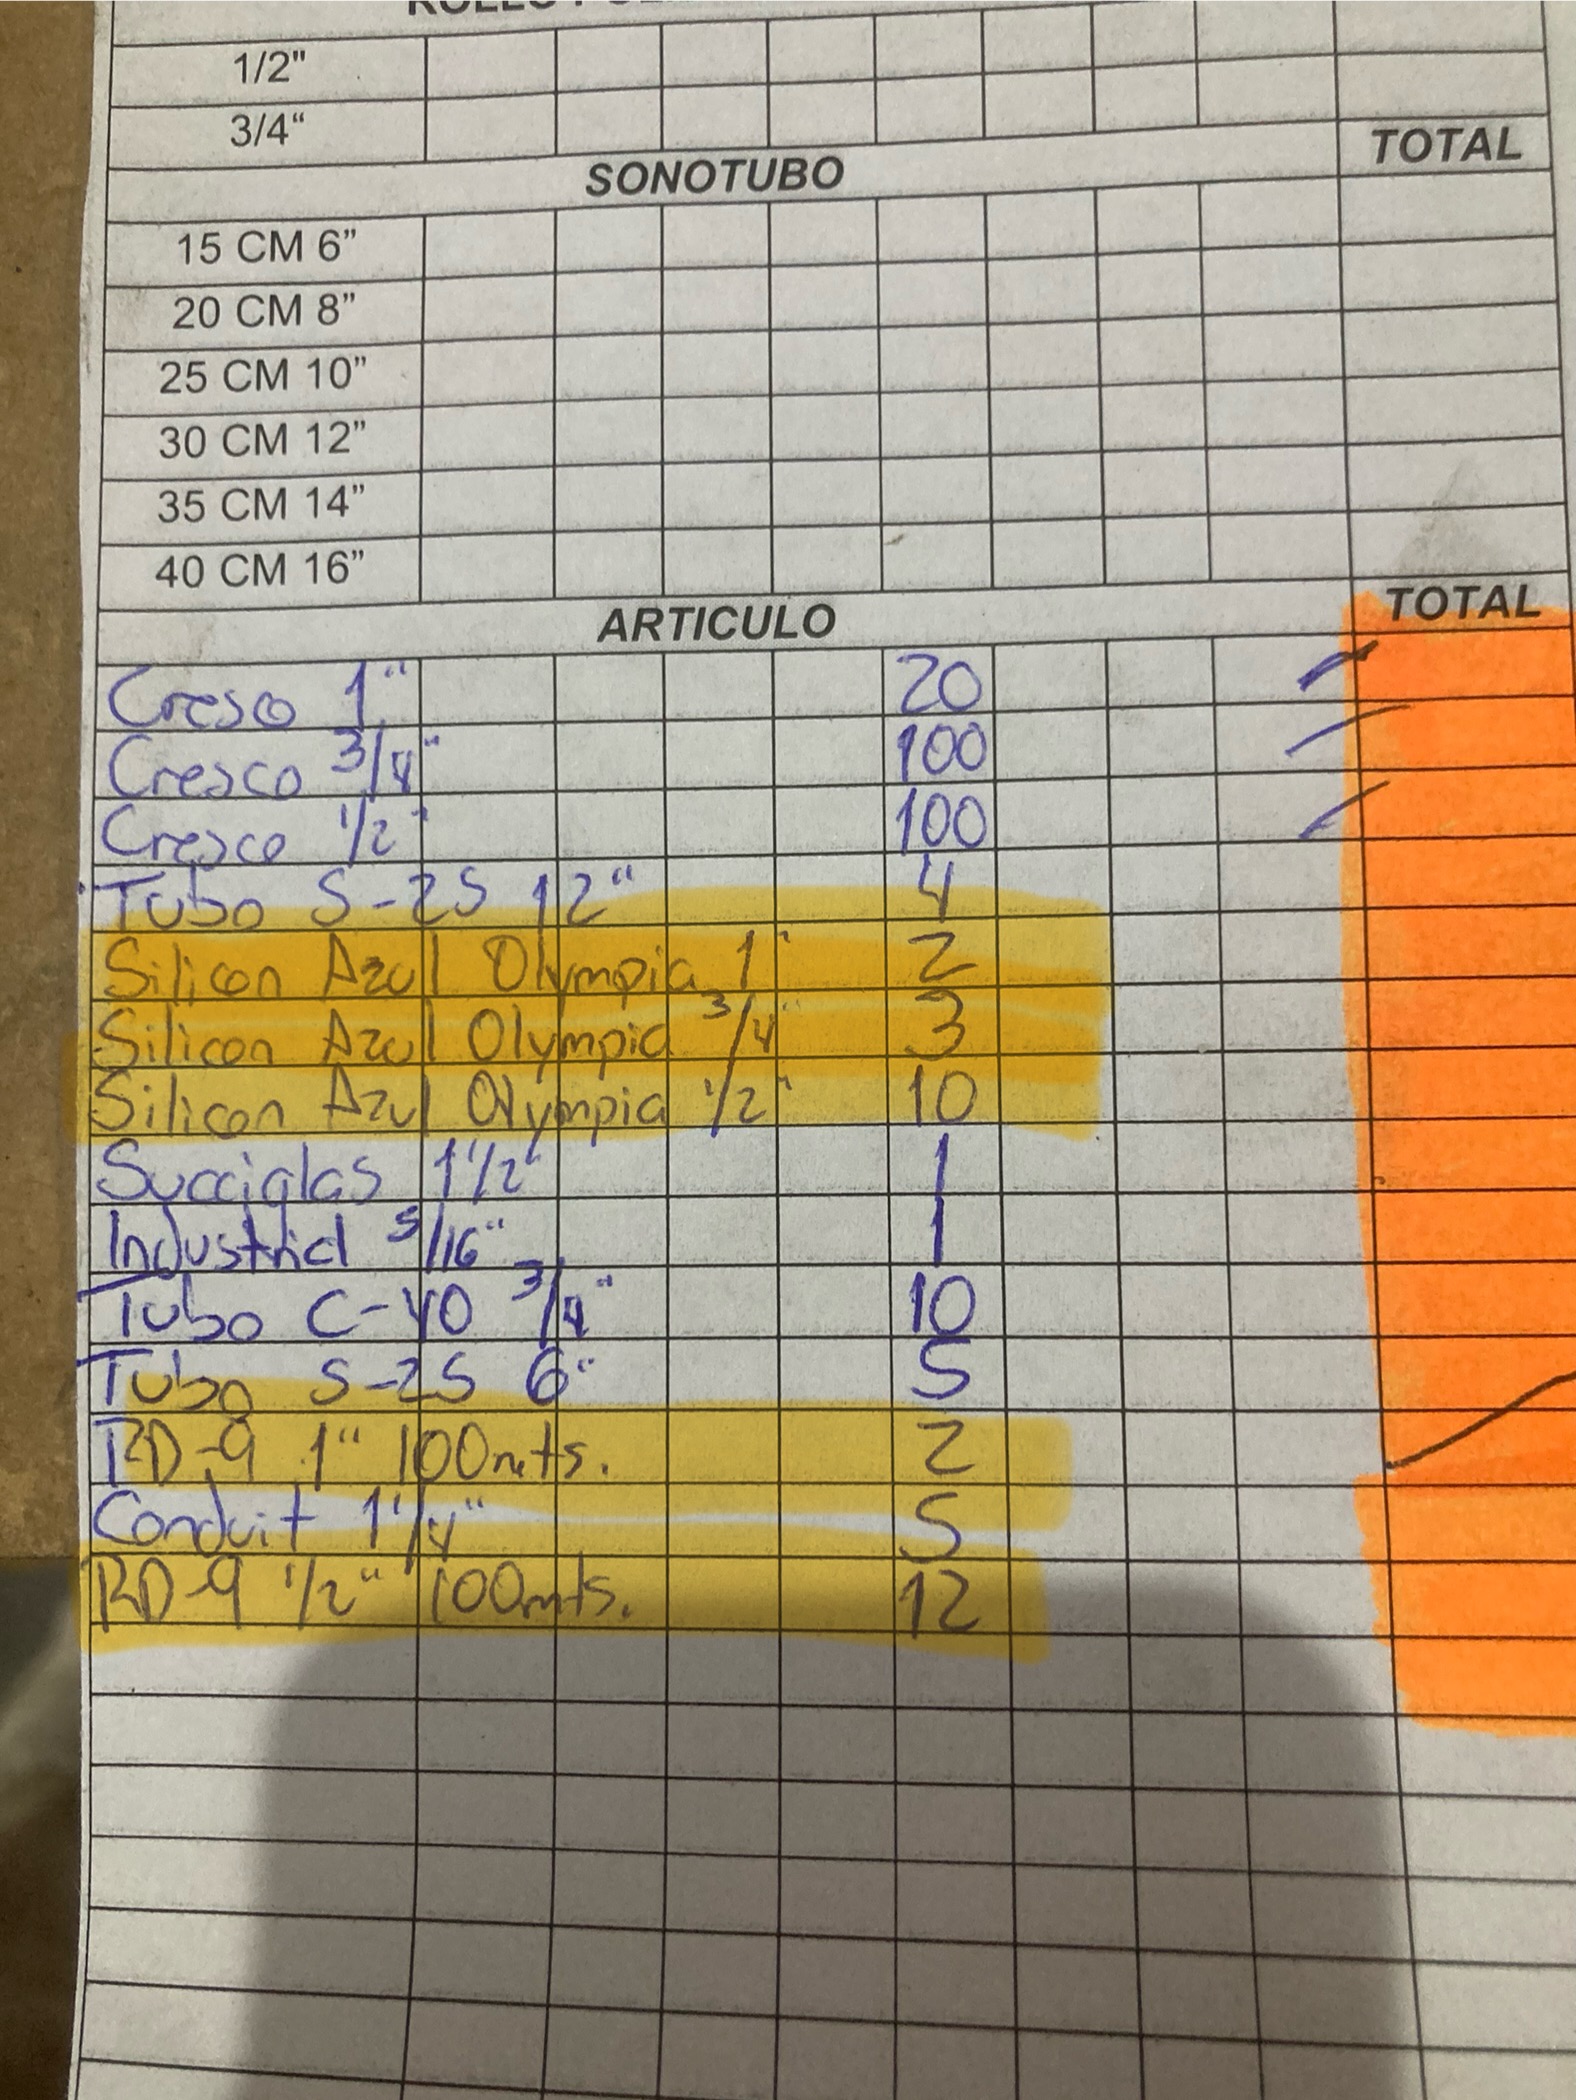 1/2"
3/4“
SONOTUBO TOTAL
15 CM 6”
20 CM 8”
25 CM 10”
30 CM 12”
35 CM 14”
40 CM 16”
ARTICULO TOTAL
Cresco 1" 20
Cresco 3/4" 100
Cresco 1/2" 100
Tubo S-25 12" 4
Silicon Azul Olympia 1" 2
Silicon Azul Olympia 3/4" 3
Silicon Azul Olympia 1/2" 10
Succiglas 1 1/2" 1
Industrial 5/16" 1
Tubo C-40 3/4" 10
Tubo S-25 6" 5
RD-9 1" 100mts. 2
Conduit 1 1/4" 5
RD-9 1/2" 100mts. 12